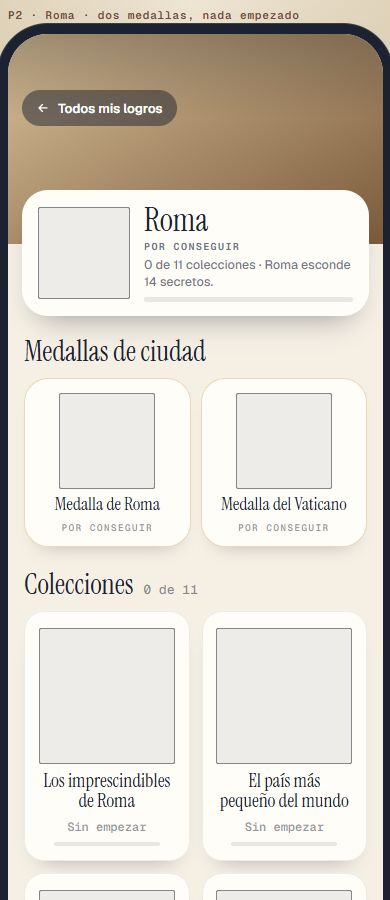 P2 · Roma · dos medallas, nada empezado
← Todos mis logros
Roma
POR CONSEGUIR
0 de 11 colecciones · Roma esconde
14 secretos.
Medallas de ciudad
Medalla de Roma
POR CONSEGUIR
Medalla del Vaticano
POR CONSEGUIR
Colecciones 0 de 11
Los imprescindibles
de Roma
Sin empezar
El país más
pequeño del mundo
Sin empezar